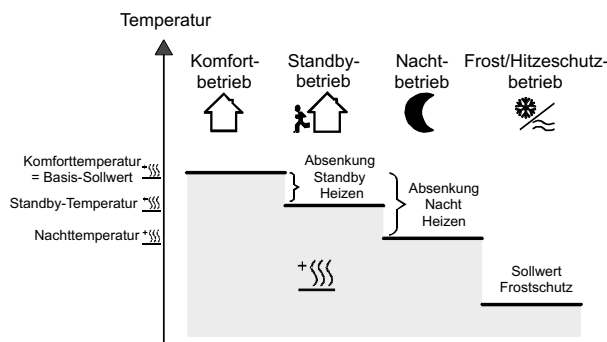 Temperatur
Komfort-
betrieb
Standby-
betrieb
Nacht-
betrieb
Frost/Hitzeschutz-
betrieb
Komforttemperatur
= Basis-Sollwert
Standby-Temperatur
Nachttemperatur
Absenkung
Standby
Heizen
Absenkung
Nacht
Heizen
Sollwert
Frostschutz